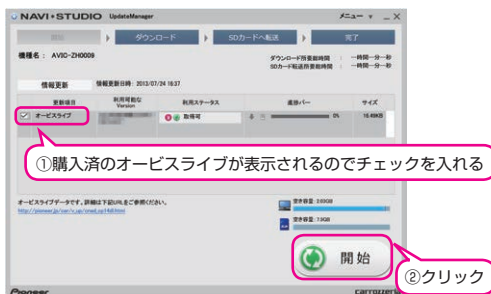 NAVI★STUDIO UpdateManager メニュー ▼ _ X
開始 ダウンロード SDカードへ転送 完了
機種名 : AVIC-ZH0009
ダウンロード所要総時間 : --時間--分--秒
SDカード転送所要総時間 : --時間--分--秒
情報更新 情報更新日時 : 2013/07/24 16:37
更新項目 利用可能な Version 利用ステータス 進捗バー サイズ
オービスライブ 取得可 0% 16.49KB
①購入済のオービスライブが表示されるのでチェックを入れる
オービスライブデータです。詳細は下記URLをご参照ください。
空き容量 :
空き容量 : 7.5GB
開始
②クリック
Pioneer carrozzeria